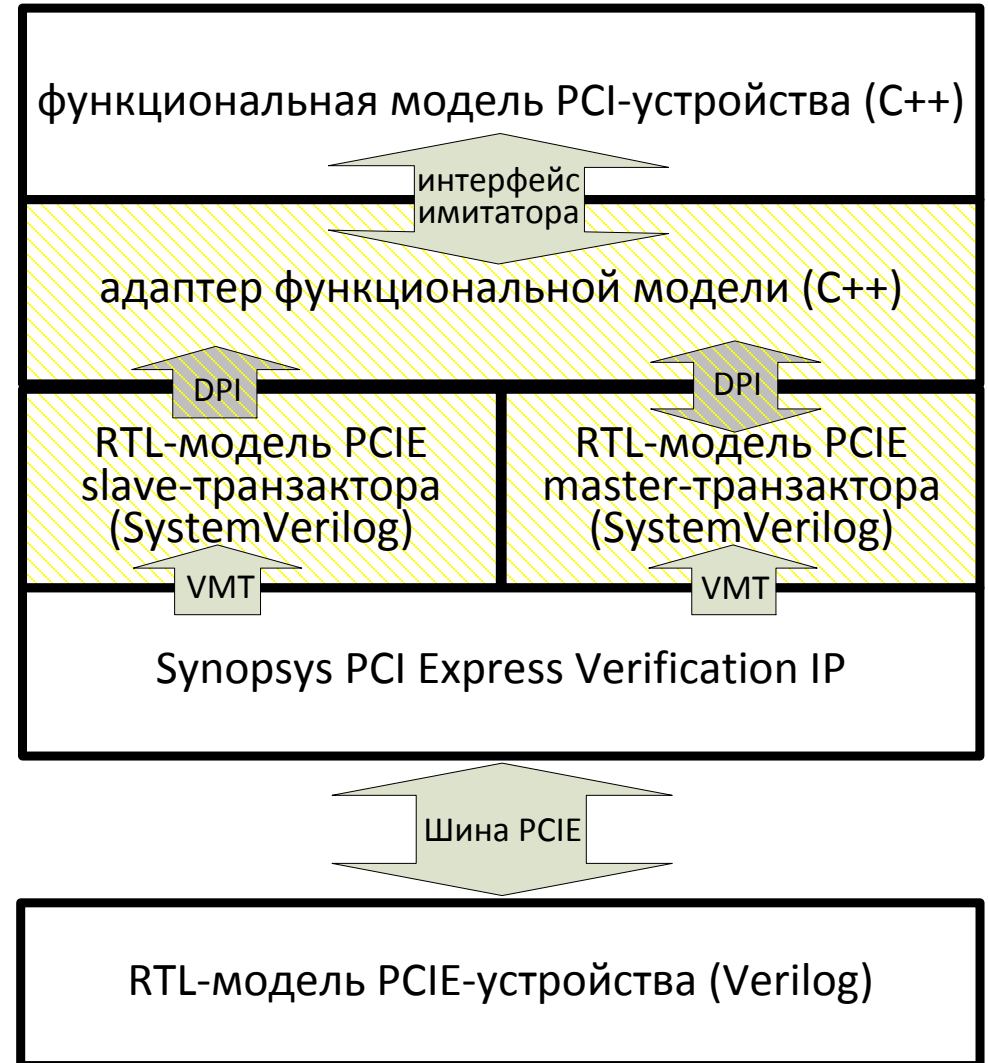 функциональная модель PCI-устройства (C++)
интерфейс
имитатора
адаптер функциональной модели (C++)
DPI
DPI
RTL-модель PCIE
slave-транзактора
(SystemVerilog)
RTL-модель PCIE
master-транзактора
(SystemVerilog)
VMT
VMT
Synopsys PCI Express Verification IP
Шина PCIE
RTL-модель PCIE-устройства (Verilog)